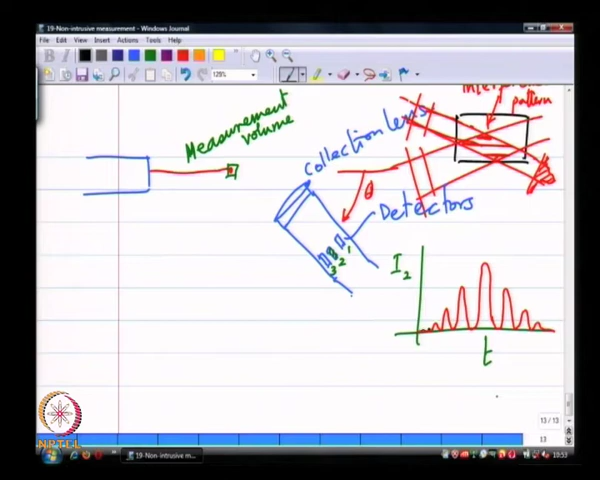 19-Non-intrusive measurement - Windows Journal
File Edit View Insert Actions Tools Help
B I
129%
pattern
Measurement
volume
Collection lens
θ
Detectors
1
2
3
I2
t
13 / 13
13
NPTEL
19-Non-intrusive m...
10:53